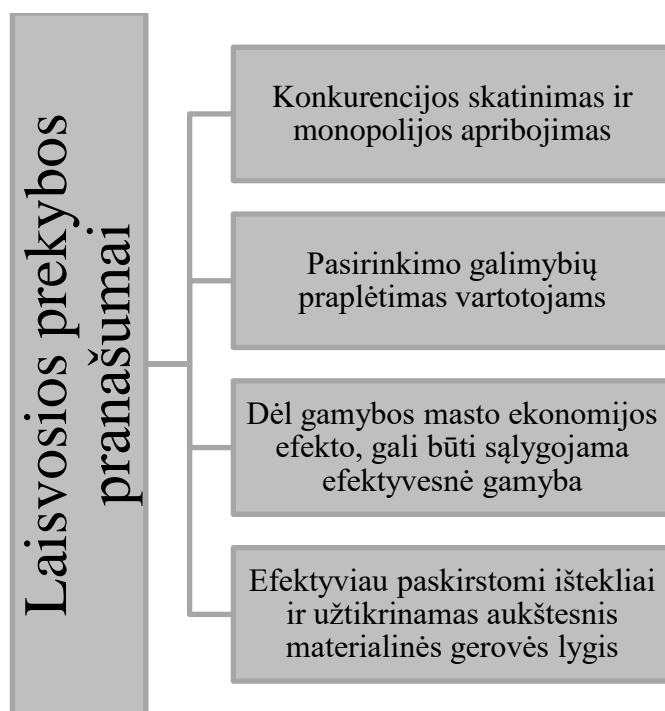 Laisvosios prekybos
pranašumai
Konkurencijos skatinimas ir
monopolijos apribojimas
Pasirinkimo galimybių
praplėtimas vartotojams
Dėl gamybos masto ekonomijos
efekto, gali būti sąlygojama
efektyvesnė gamyba
Efektyviau paskirstomi ištekliai
ir užtikrinamas aukštesnis
materialinės gerovės lygis